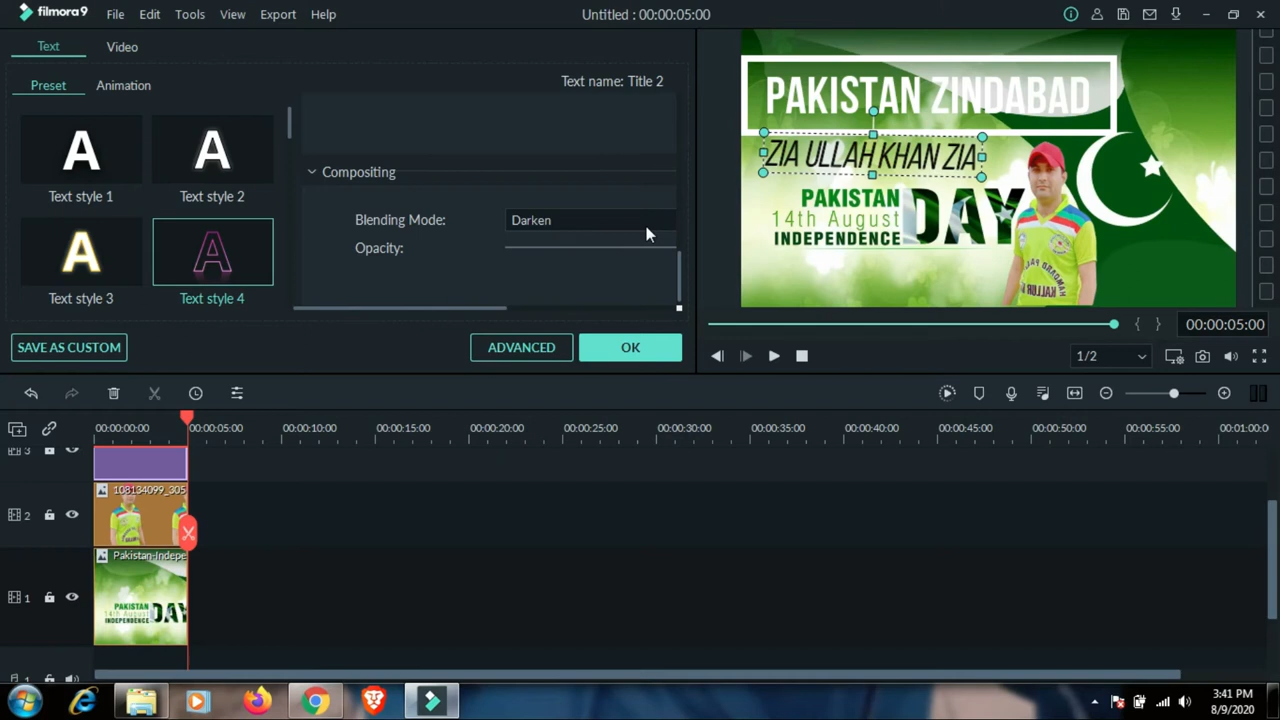 filmora9 File Edit Tools View Export Help Untitled : 00:00:05:00
Text Video
Preset Animation Text name: Title 2
A A
Text style 1 Text style 2
A A
Text style 3 Text style 4
Compositing
Blending Mode: Darken
Opacity:
SAVE AS CUSTOM ADVANCED OK
PAKISTAN ZINDABAD
ZIA ULLAH KHAN ZIA
PAKISTAN
14th August
INDEPENDENCE
DAY
00:00:05:00
1/2
00:00:00:00 00:00:05:00 00:00:10:00 00:00:15:00 00:00:20:00 00:00:25:00 00:00:30:00 00:00:35:00 00:00:40:00 00:00:45:00 00:00:50:00 00:00:55:00 00:01:00:0
3
108134099_305
2
Pakistan-Indepe
1
PAKISTAN
14th August
INDEPENDENCE
DAY
1
3:41 PM
8/9/2020